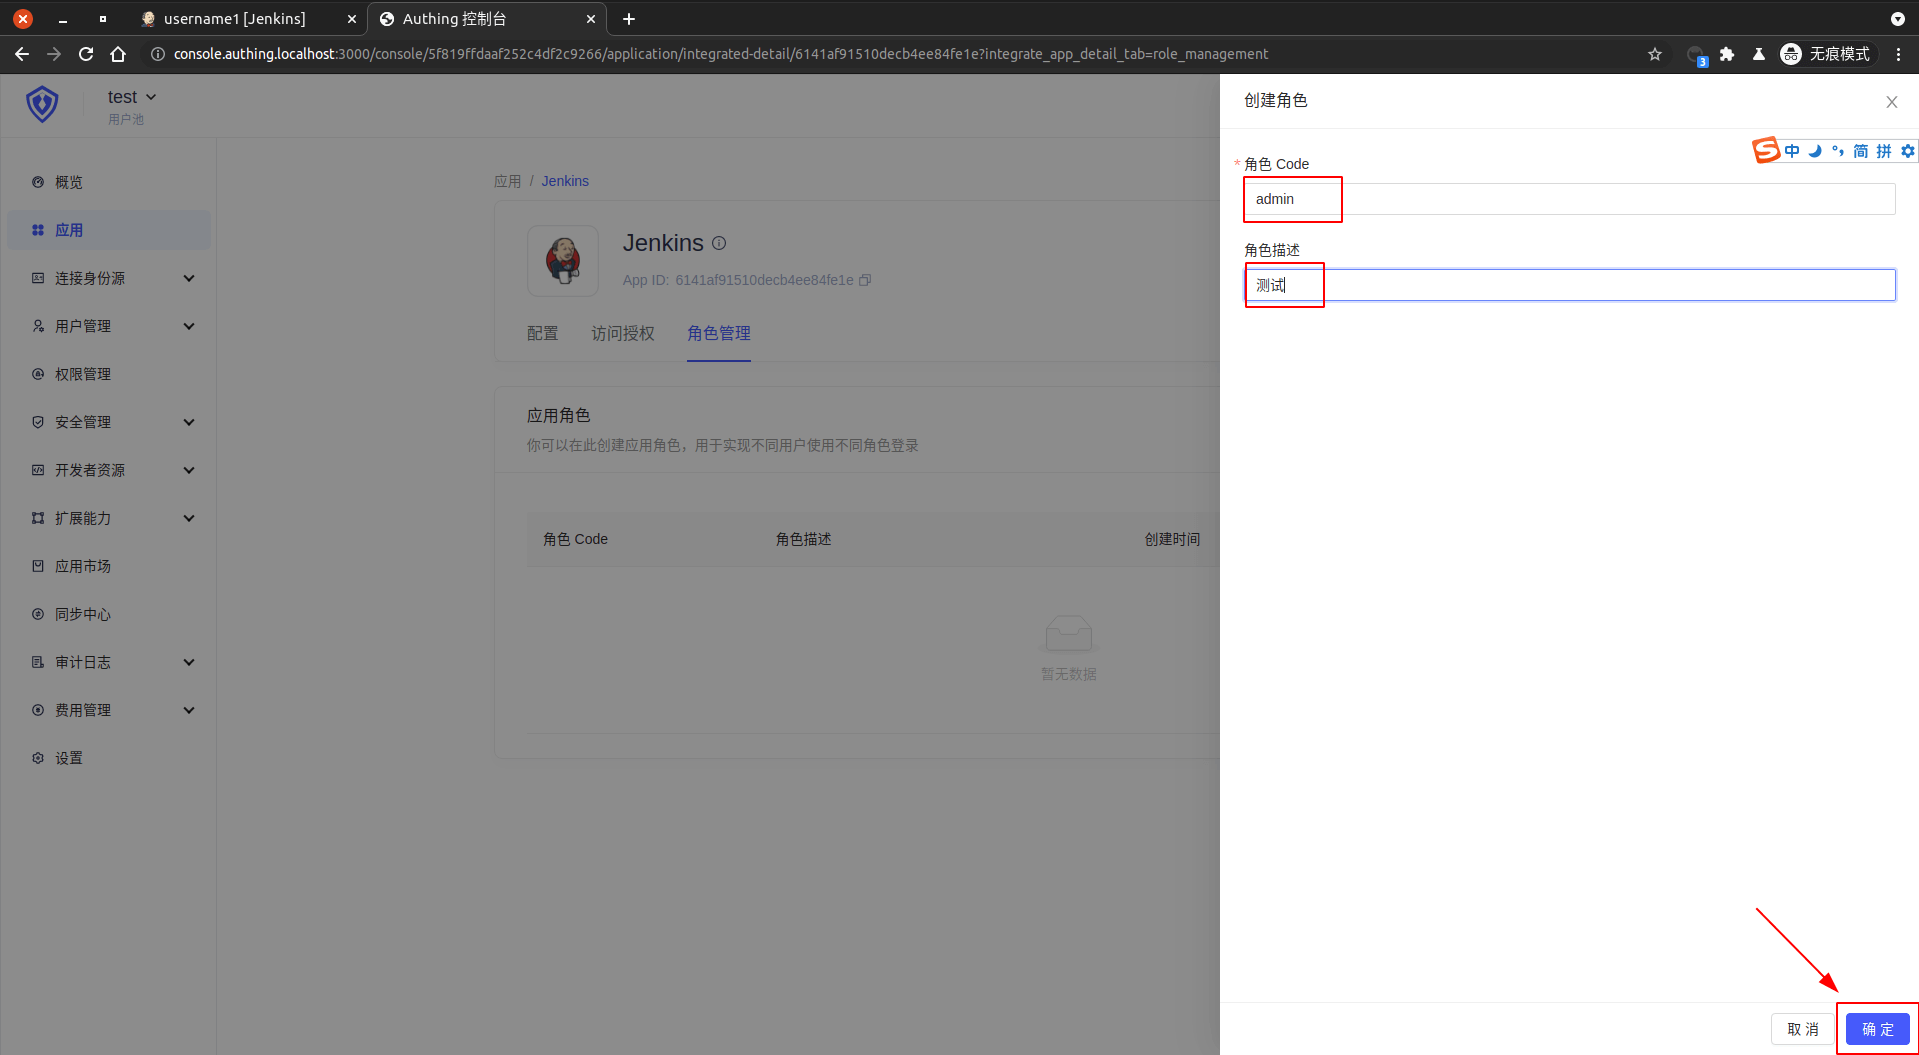 username1 [Jenkins]
Authing 控制台
console.authing.localhost:3000/console/5f819ffdaaf252c4df2c9266/application/integrated-detail/6141af91510decb4ee84fe1e?integrate_app_detail_tab=role_management
3
无痕模式
test
用户池
概览
应用
连接身份源
用户管理
权限管理
安全管理
开发者资源
扩展能力
应用市场
同步中心
审计日志
费用管理
设置
应用 / Jenkins
Jenkins
App ID: 6141af91510decb4ee84fe1e
配置 访问授权 角色管理
应用角色
你可以在此创建应用角色，用于实现不同用户使用不同角色登录
角色 Code 角色描述 创建时间
暂无数据
创建角色
S 中 简 拼
* 角色 Code
admin
角色描述
测试
取 消 确 定